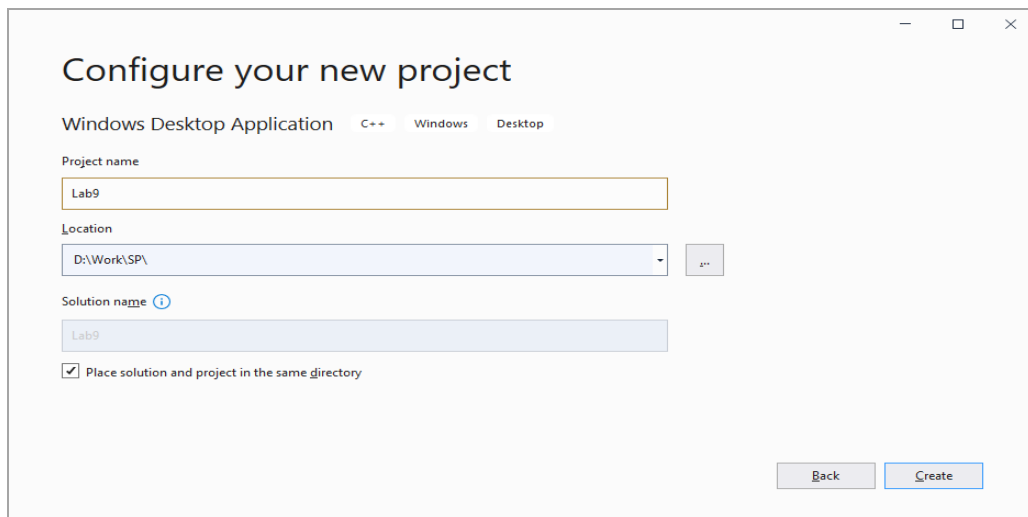 Configure your new project
Windows Desktop Application C++ Windows Desktop
Project name
Lab9
Location
D:\Work\SP\
...
Solution name
Lab9
Place solution and project in the same directory
Back Create